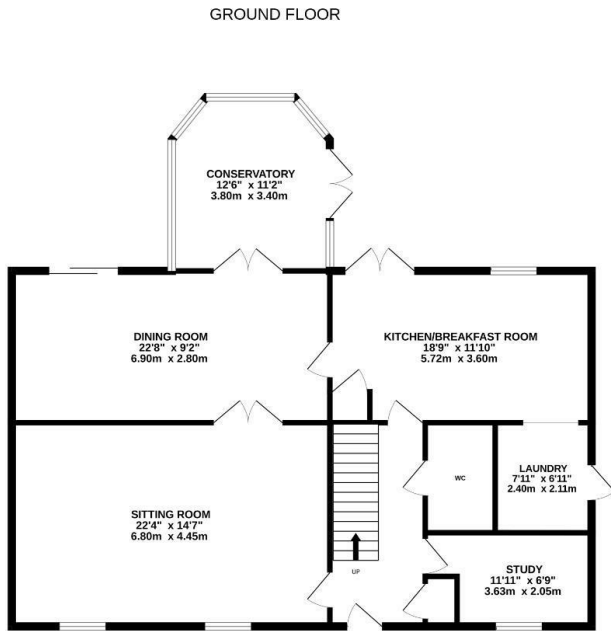 GROUND FLOOR
CONSERVATORY
12'6" x 11'2"
3.80m x 3.40m
DINING ROOM
22'8" x 9'2"
6.90m x 2.80m
KITCHEN/BREAKFAST ROOM
18'9" x 11'10"
5.72m x 3.60m
SITTING ROOM
22'4" x 14'7"
6.80m x 4.45m
UP
WC
LAUNDRY
7'11" x 6'11"
2.40m x 2.11m
STUDY
11'11" x 6'9"
3.63m x 2.05m